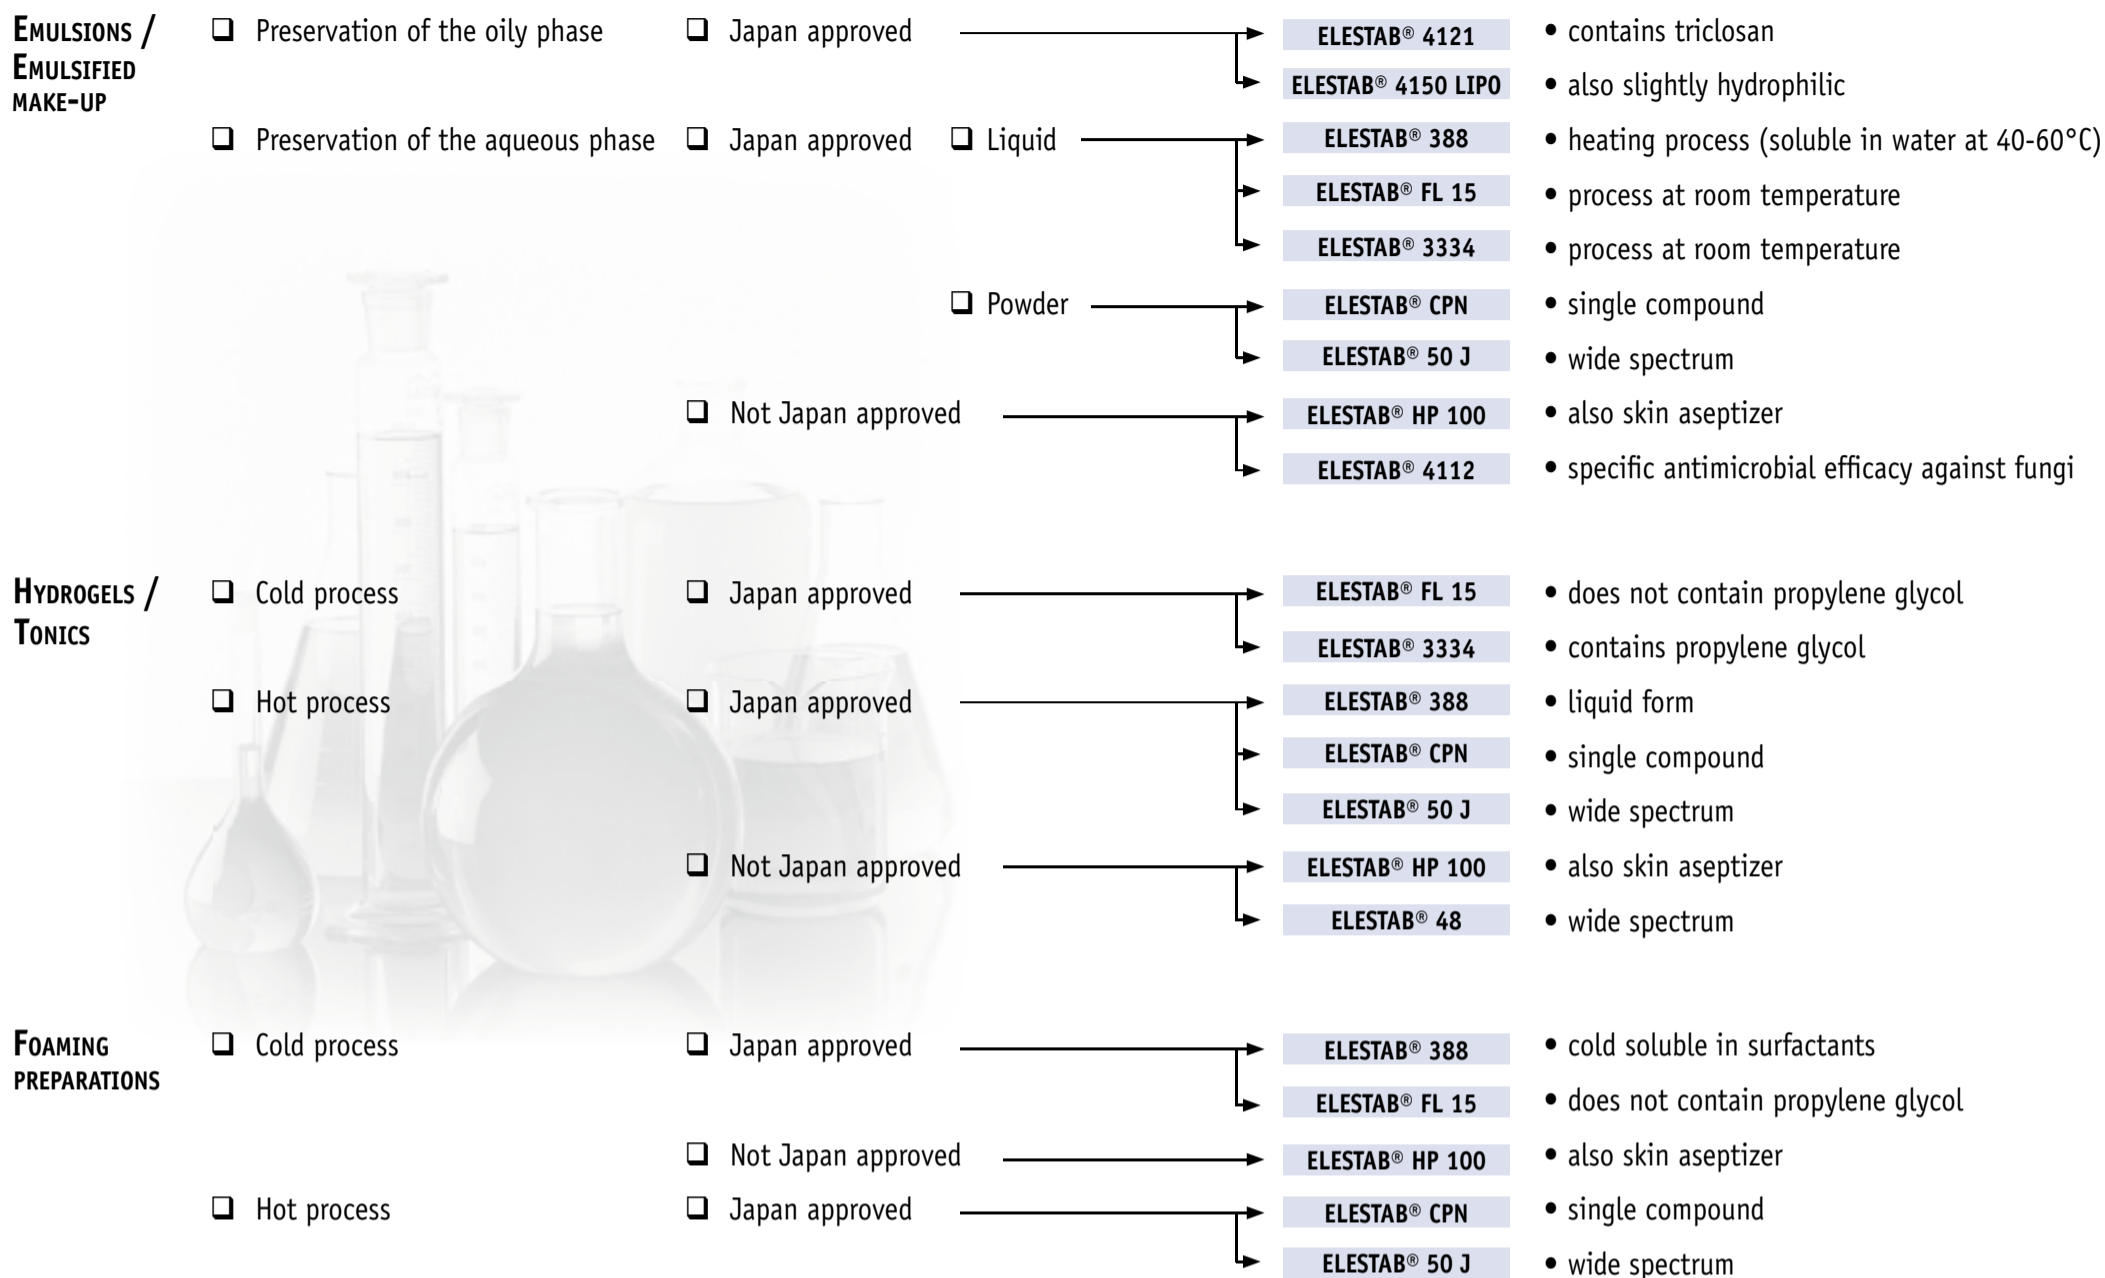 EMULSIONS / ❑ Preservation of the oily phase ❑ Japan approved ELESTAB® 4121 • contains triclosan
EMULSIFIED
MAKE-UP ELESTAB® 4150 LIPO • also slightly hydrophilic
❑ Preservation of the aqueous phase ❑ Japan approved ❑ Liquid ELESTAB® 388 • heating process (soluble in water at 40-60°C)
ELESTAB® FL 15 • process at room temperature
ELESTAB® 3334 • process at room temperature
❑ Powder ELESTAB® CPN • single compound
ELESTAB® 50 J • wide spectrum
❑ Not Japan approved ELESTAB® HP 100 • also skin aseptizer
ELESTAB® 4112 • specific antimicrobial efficacy against fungi
HYDROGELS / ❑ Cold process ❑ Japan approved ELESTAB® FL 15 • does not contain propylene glycol
TONICS ELESTAB® 3334 • contains propylene glycol
❑ Hot process ❑ Japan approved ELESTAB® 388 • liquid form
ELESTAB® CPN • single compound
ELESTAB® 50 J • wide spectrum
❑ Not Japan approved ELESTAB® HP 100 • also skin aseptizer
ELESTAB® 48 • wide spectrum
FOAMING ❑ Cold process ❑ Japan approved ELESTAB® 388 • cold soluble in surfactants
PREPARATIONS ELESTAB® FL 15 • does not contain propylene glycol
❑ Not Japan approved ELESTAB® HP 100 • also skin aseptizer
❑ Hot process ❑ Japan approved ELESTAB® CPN • single compound
ELESTAB® 50 J • wide spectrum